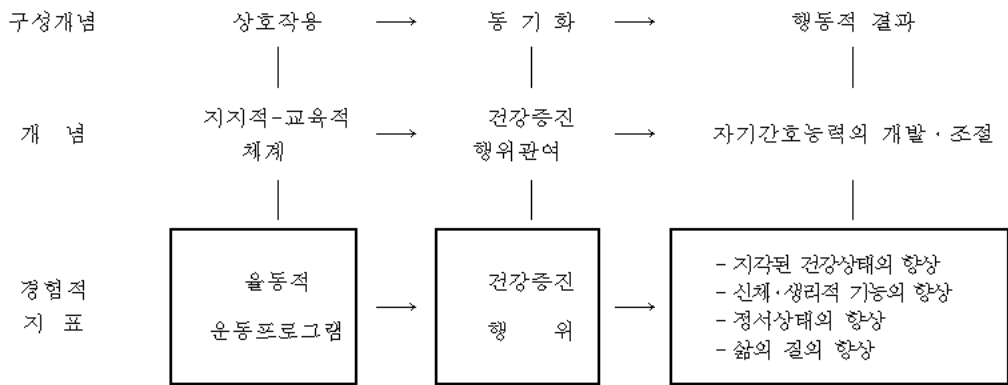 구성개념 상호작용 → 동 기 화 → 행동적 결과
개 념 지지적-교육적 체계 → 건강증진 행위관여 → 자기간호능력의 개발·조절
경험적 지 표
율동적
운동프로그램
→
건강증진
행 위
→
- 지각된 건강상태의 향상
- 신체·생리적 기능의 향상
- 정서상태의 향상
- 삶의 질의 향상